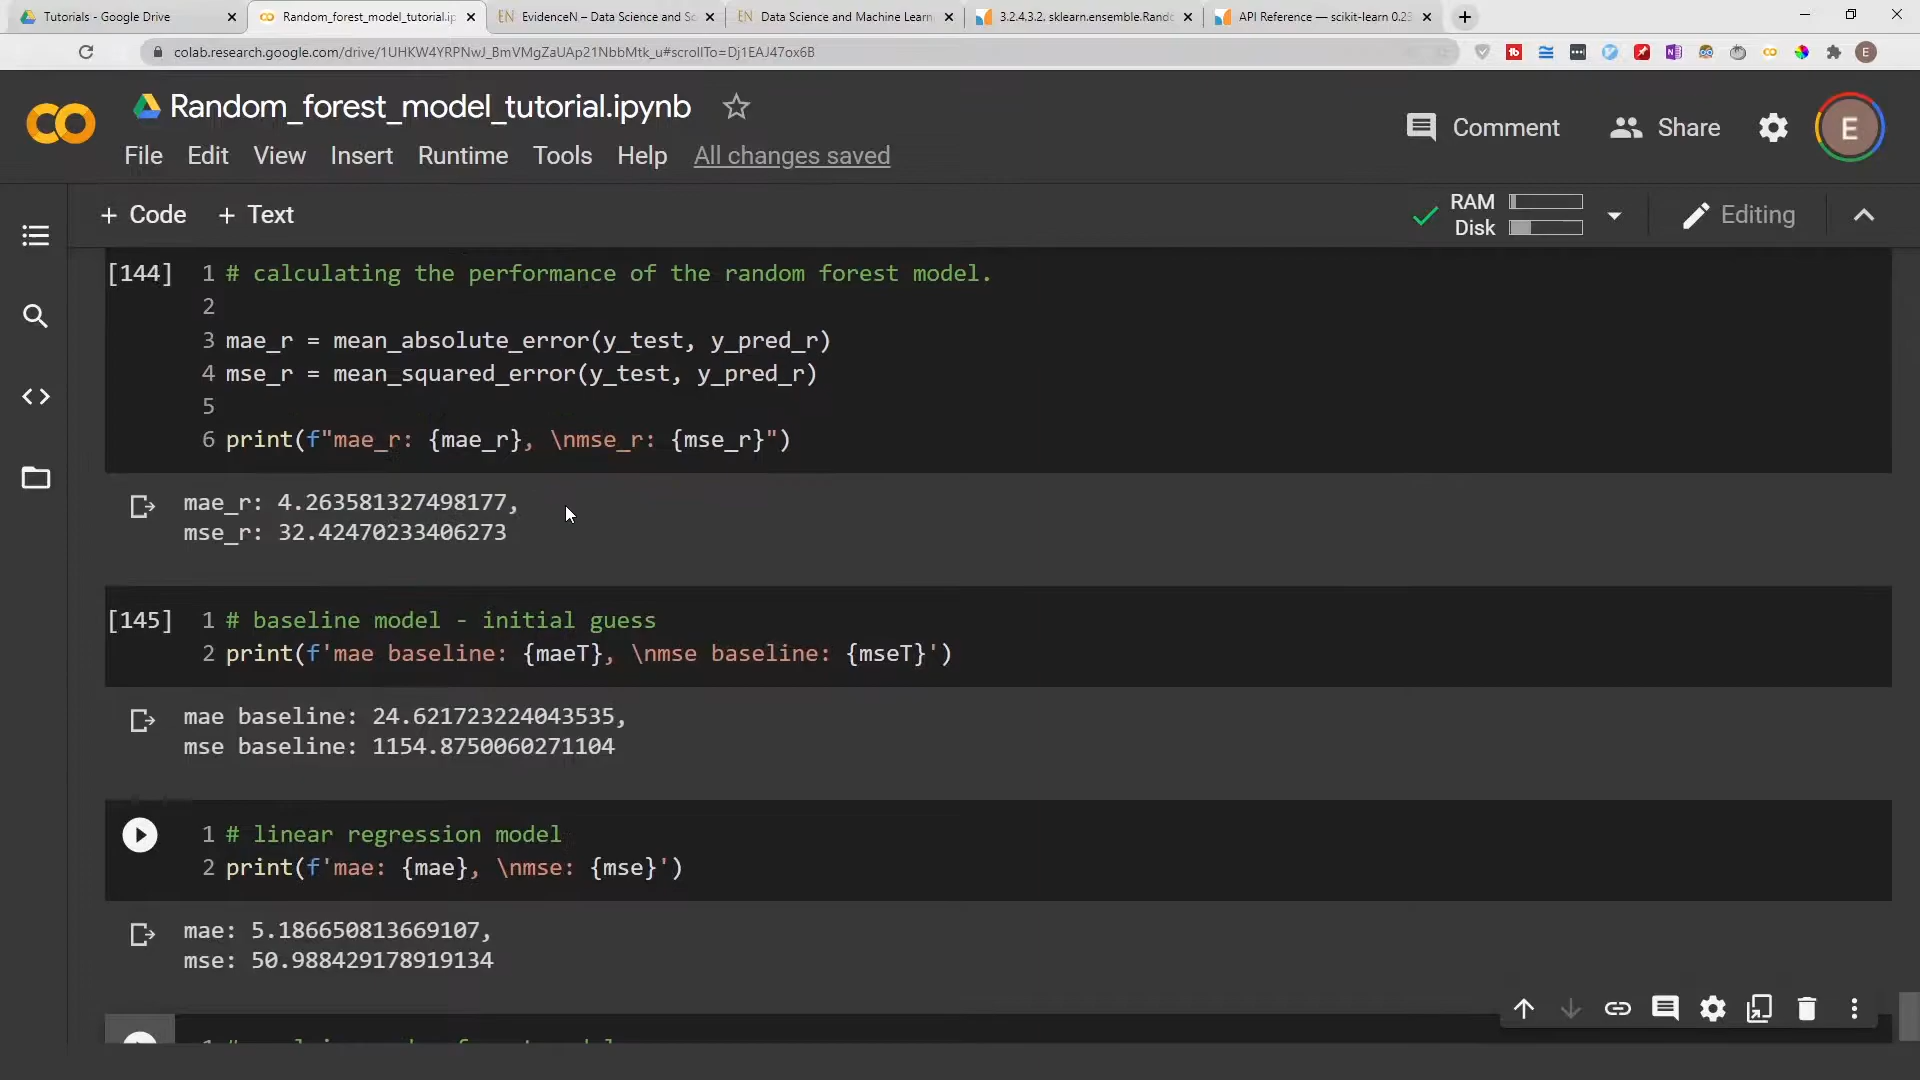 Tutorials - Google Drive
Random_forest_model_tutorial.ip
EN EvidenceN – Data Science and Sc
EN Data Science and Machine Learn
3.2.4.3.2. sklearn.ensemble.Rando
API Reference — scikit-learn 0.23
colab.research.google.com/drive/1UHKW4YRPNwJ_BmVMgZaUAp21NbbMtk_u#scrollTo=Dj1EAJ47ox6B
E
Random_forest_model_tutorial.ipynb
Comment
Share
E
File Edit View Insert Runtime Tools Help All changes saved
+ Code + Text
RAM
Disk
Editing
[144] 1 # calculating the performance of the random forest model.
2
3 mae_r = mean_absolute_error(y_test, y_pred_r)
4 mse_r = mean_squared_error(y_test, y_pred_r)
5
6 print(f"mae_r: {mae_r}, \nmse_r: {mse_r}")
mae_r: 4.263581327498177,
mse_r: 32.42470233406273
[145] 1 # baseline model - initial guess
2 print(f'mae baseline: {maeT}, \nmse baseline: {mseT}')
mae baseline: 24.621723224043535,
mse baseline: 1154.8750060271104
1 # linear regression model
2 print(f'mae: {mae}, \nmse: {mse}')
mae: 5.186650813669107,
mse: 50.988429178919134